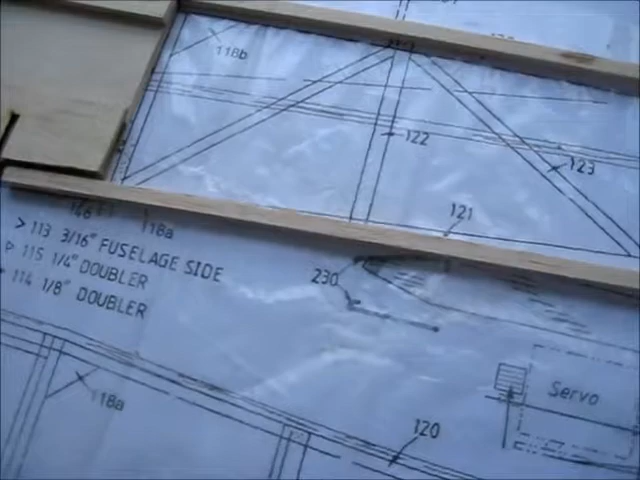 118b
122
123
121
118a
> 113 3/16" FUSELAGE SIDE
115 1/4" DOUBLER
114 1/8" DOUBLER
230
Servo
118a
120